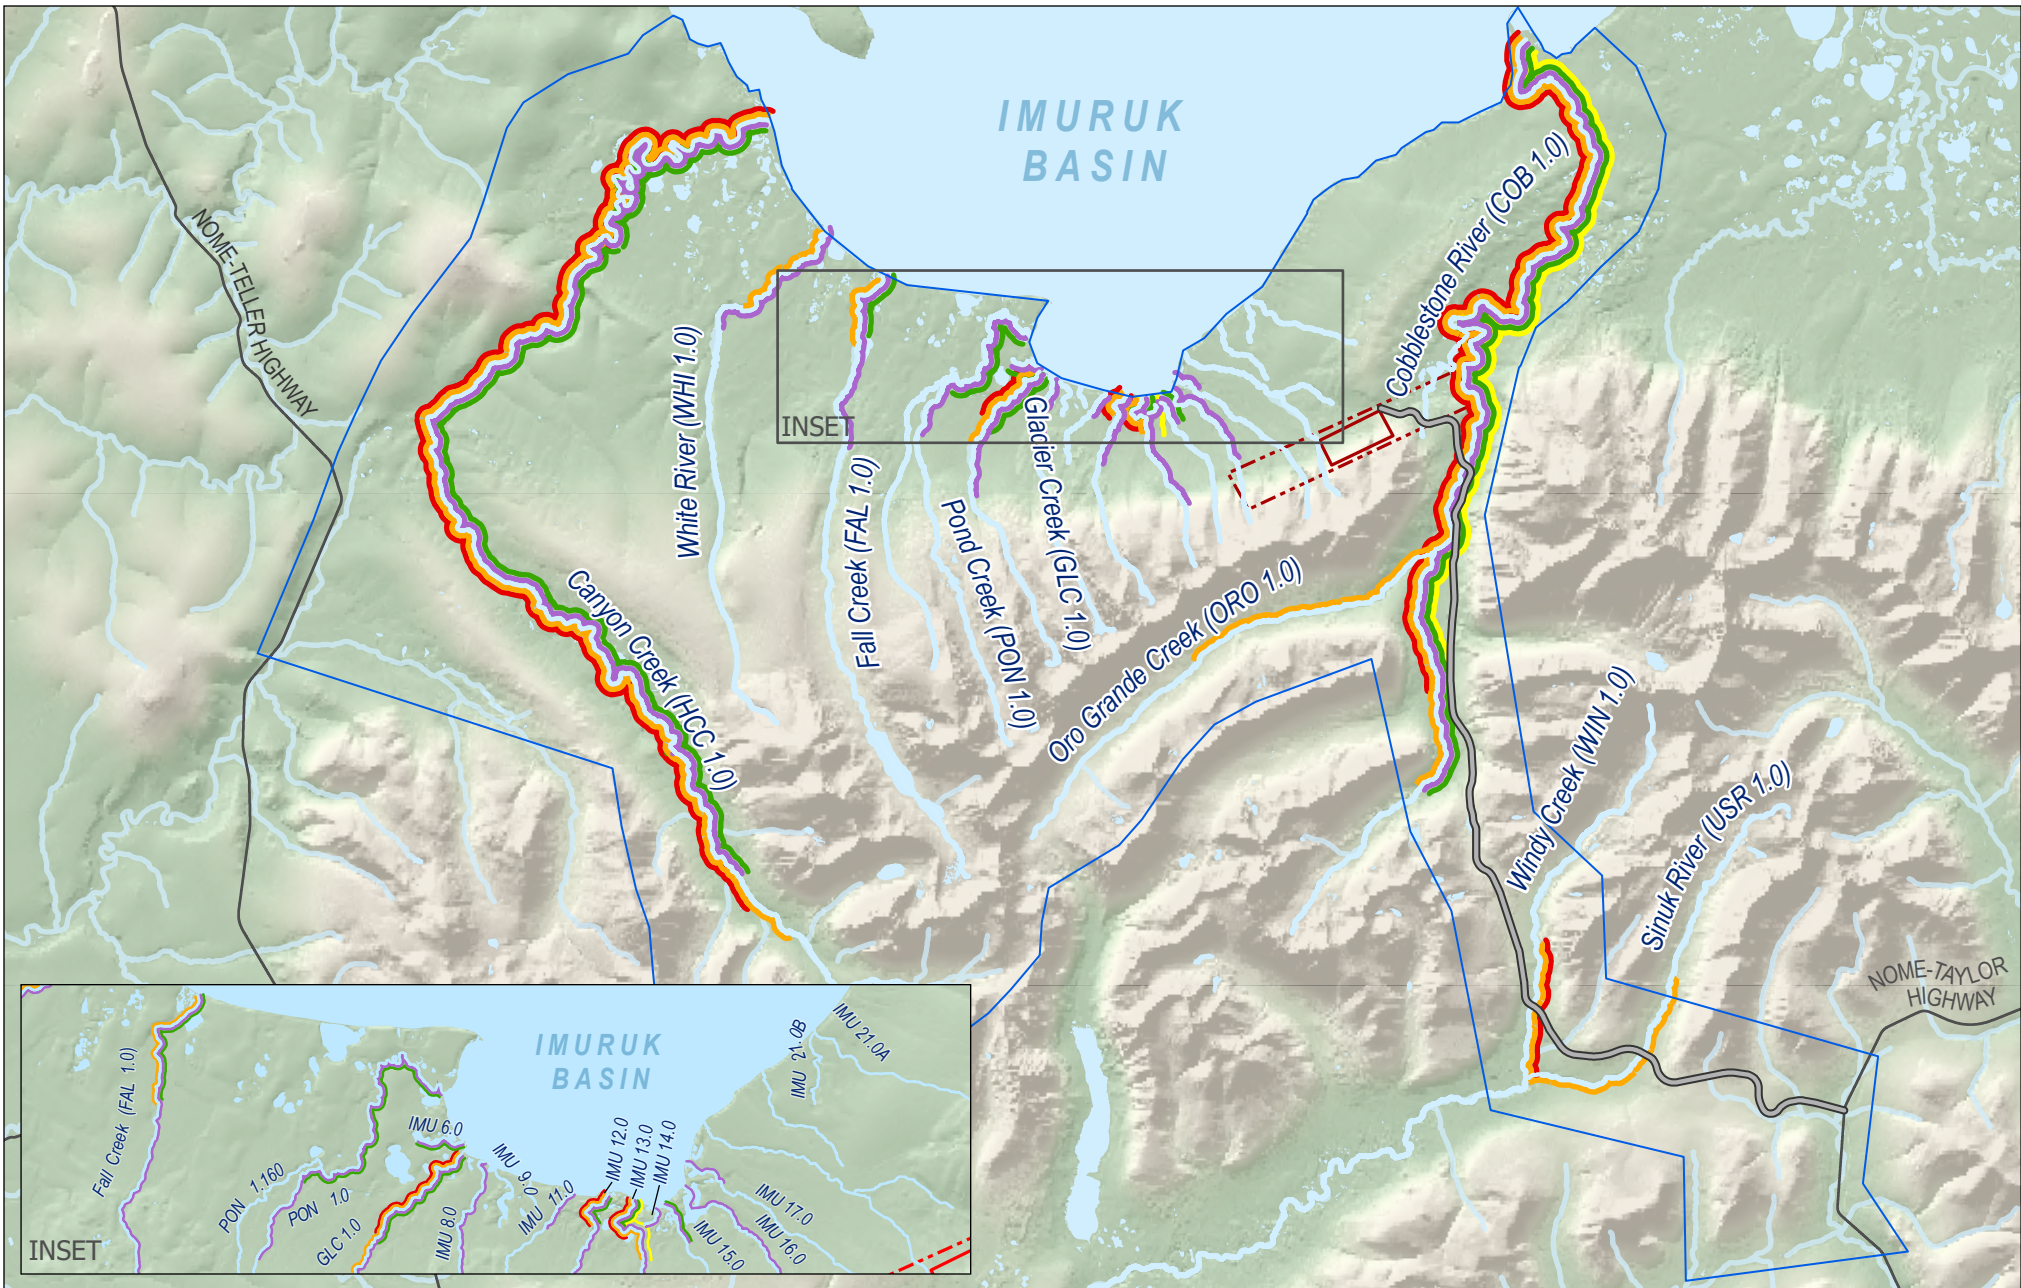 IMURUK
BASIN
NOME-TELLER HIGHWAY
Cobblestone River (COB 1.0)
White River (WHI 1.0)
INSET
Fall Creek (FAL 1.0)
Pond Creek (PON 1.0)
Glacier Creek (GLC 1.0)
Canyon Creek (HCC 1.0)
Oro Grande Creek (ORO 1.0)
Windy Creek (WIN 1.0)
Sinuk River (USR 1.0)
NOME-TAYLOR
HIGHWAY
IMURUK
BASIN
Fall Creek (FAL 1.0)
PON 1.160
PON 1.0
GLC 1.0
IMU 6.0
IMU 8.0
IMU 9.0
IMU 11.0
IMU 12.0
IMU 13.0
IMU 14.0
IMU 15.0
IMU 16.0
IMU 17.0
IMU 21.0B
IMU 21.0A
INSET